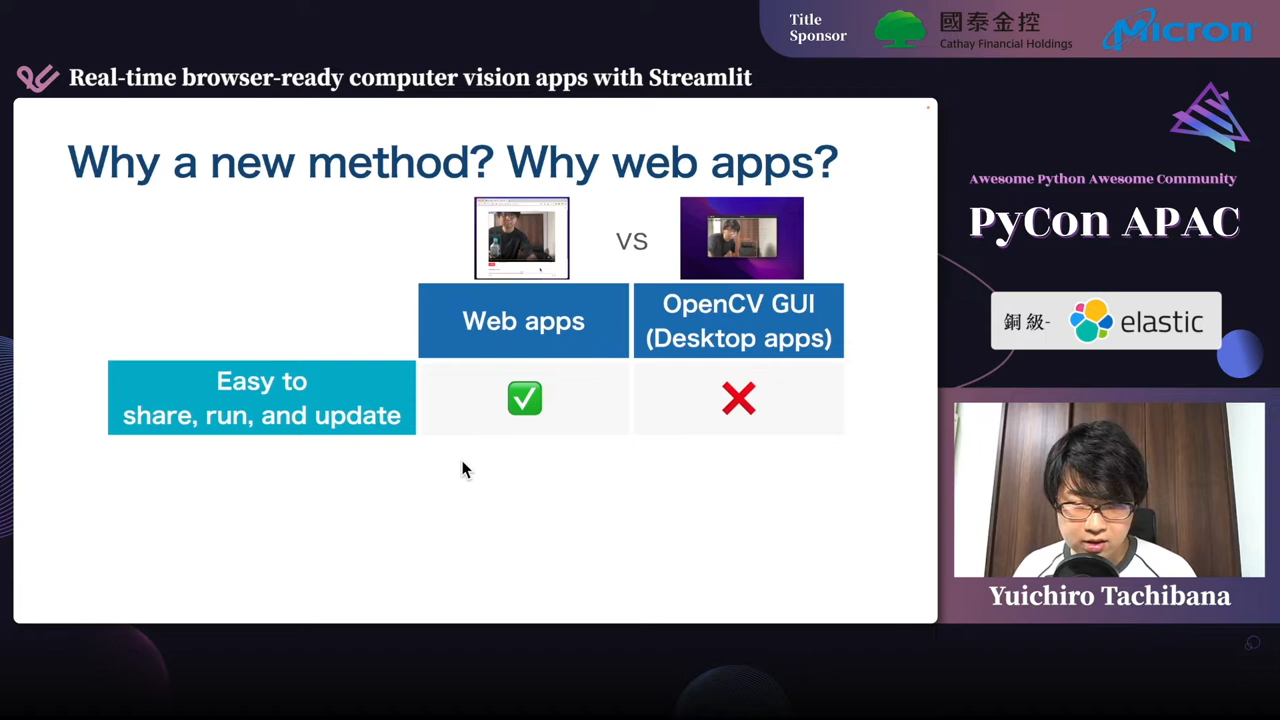 Title
Sponsor
國泰金控
Cathay Financial Holdings
Micron
Real-time browser-ready computer vision apps with Streamlit
Why a new method? Why web apps?
vs
Web apps
OpenCV GUI
(Desktop apps)
Easy to
share, run, and update
Awesome Python Awesome Community
PyCon APAC
銅級-
elastic
Yuichiro Tachibana